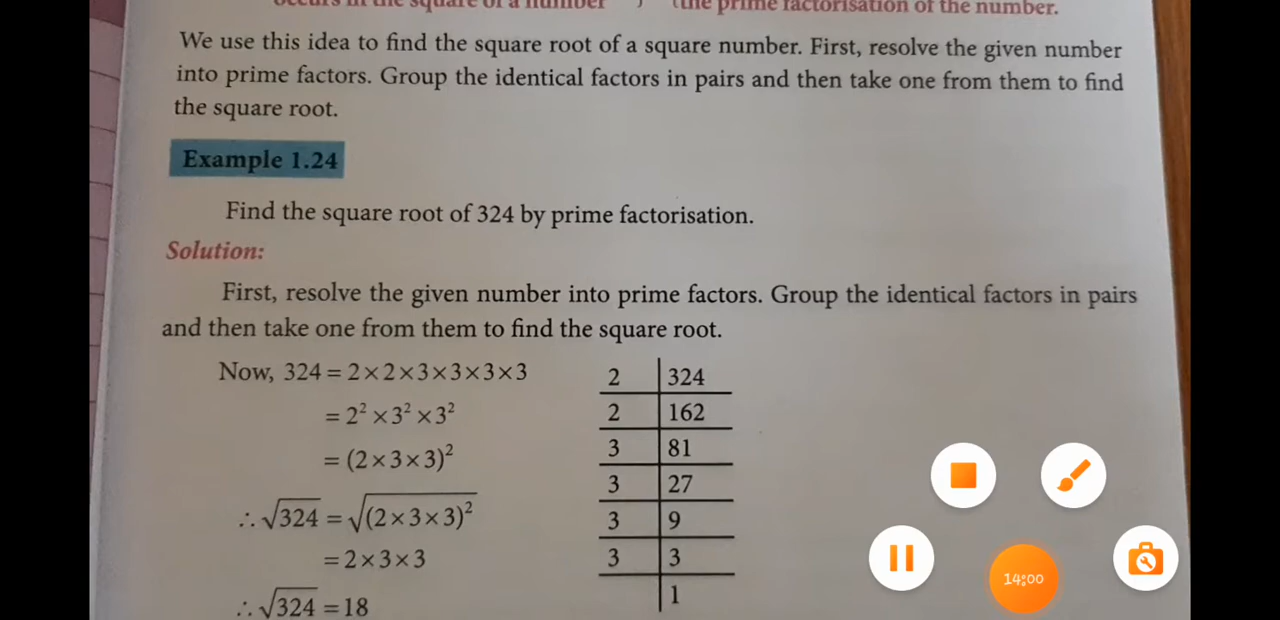 occurs in the square of a number
the prime factorisation of the number.
We use this idea to find the square root of a square number. First, resolve the given number
into prime factors. Group the identical factors in pairs and then take one from them to find
the square root.
Example 1.24
Find the square root of 324 by prime factorisation.
Solution:
First, resolve the given number into prime factors. Group the identical factors in pairs
and then take one from them to find the square root.
Now, 324 = 2×2×3×3×3×3
= 2² ×3² ×3²
= (2×3×3)²
∴ √324 = √(2×3×3)²
= 2×3×3
∴ √324 = 18
2 324
2 162
3 81
3 27
3 9
3 3
1
14:00